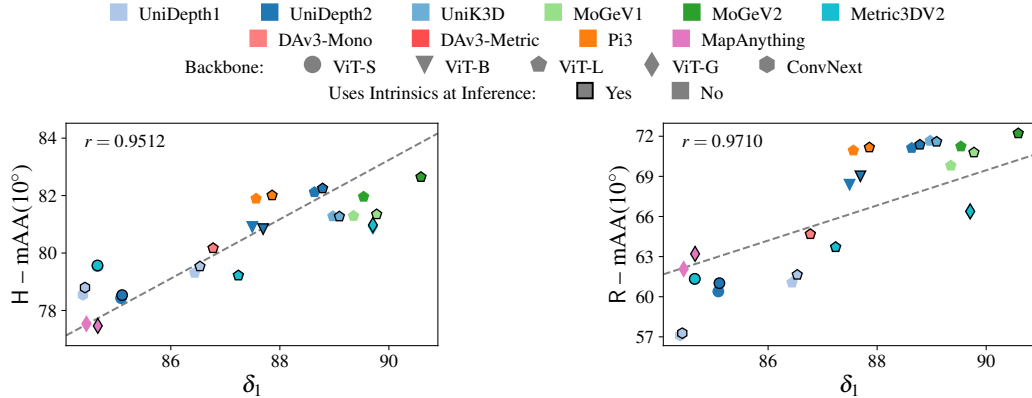 UniDepth1 UniDepth2 UniK3D MoGeV1 MoGeV2 Metric3DV2
DAv3-Mono DAv3-Metric Pi3 MapAnything
Backbone: ViT-S ViT-B ViT-L ViT-G ConvNext
Uses Intrinsics at Inference: Yes No
r = 0.9512
H − mAA(10°)
84
82
80
78
86 88 90
δ1
r = 0.9710
R − mAA(10°)
72
69
66
63
60
57
86 88 90
δ1